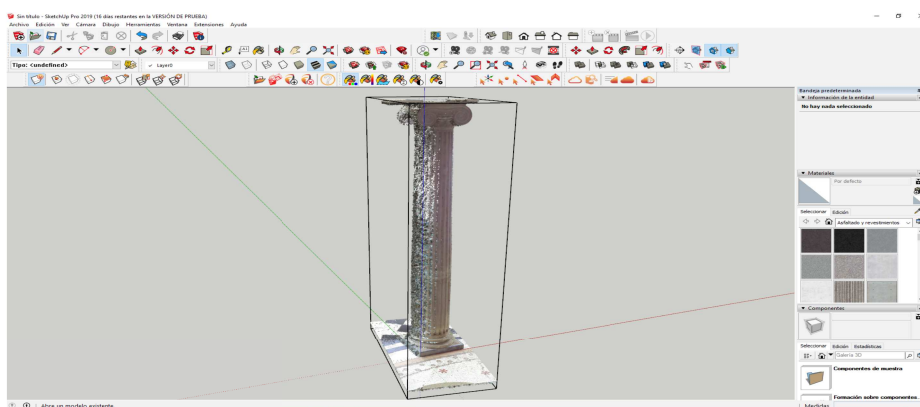 Sin título - SketchUp Pro 2019 (16 días restantes en la VERSIÓN DE PRUEBA)
Archivo Edición Ver Cámara Dibujo Herramientas Ventana Extensiones Ayuda
Tipo: <undefined>
Layer0
Bandeja predeterminada
Información de la entidad
No hay nada seleccionado
Materiales
Por defecto
Seleccionar Edición
Asfaltado y revestimientos
Componentes
Seleccionar Edición Estadísticas
Galería 3D
Componentes de muestra
Formación sobre componentes
Abre un modelo existente.
Medidas